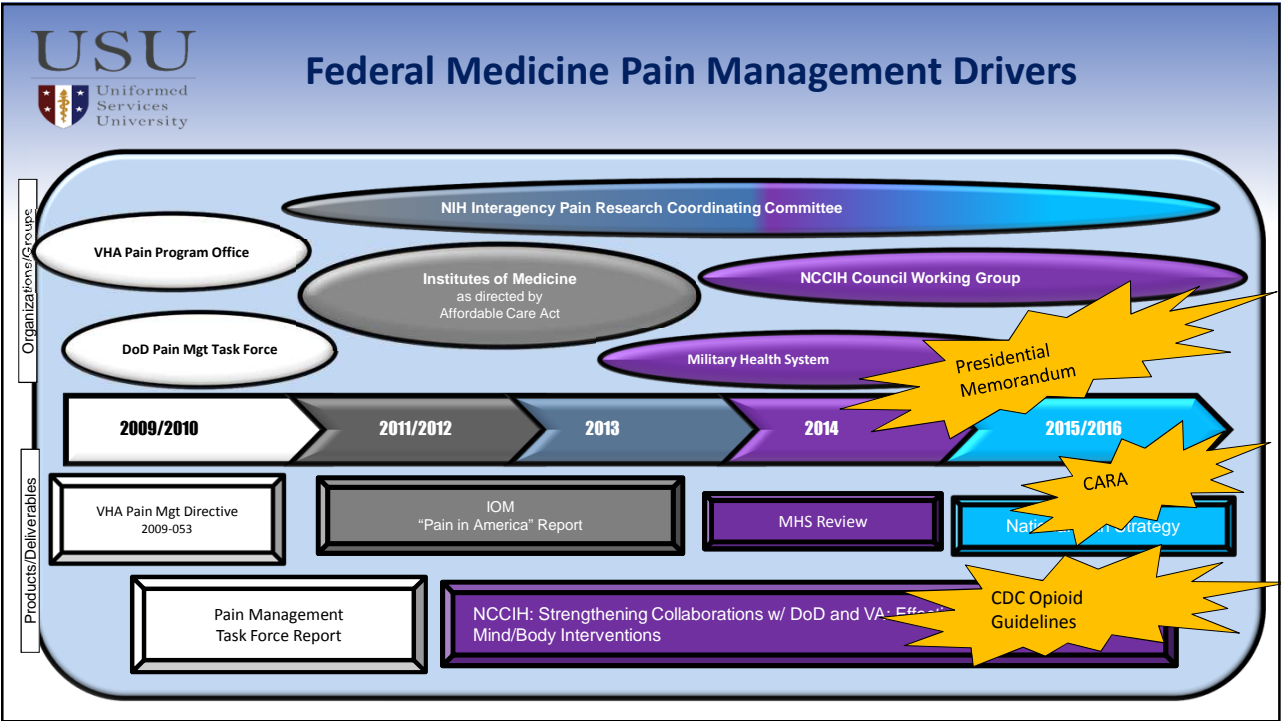 USU
Uniformed
Services
University
Federal Medicine Pain Management Drivers
Organizations/Groups
NIH Interagency Pain Research Coordinating Committee
VHA Pain Program Office
Institutes of Medicine
as directed by
Affordable Care Act
NCCIH Council Working Group
DoD Pain Mgt Task Force
Military Health System
Presidential
Memorandum
2009/2010
2011/2012
2013
2014
2015/2016
CARA
Products/Deliverables
VHA Pain Mgt Directive
2009-053
IOM
“Pain in America” Report
MHS Review
Strategy
Pain Management
Task Force Report
NCCIH: Strengthening Collaborations w/ DoD and VA:
Mind/Body Interventions
CDC Opioid
Guidelines